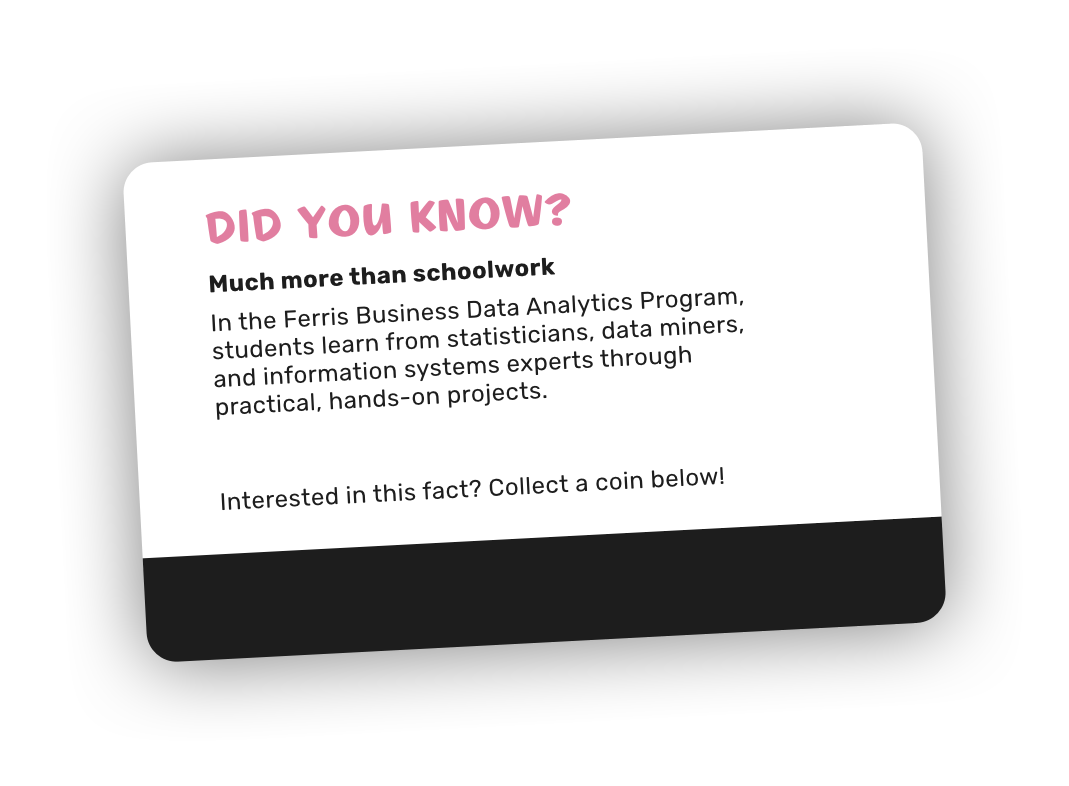 DID YOU KNOW?
Much more than schoolwork
In the Ferris Business Data Analytics Program,
students learn from statisticians, data miners,
and information systems experts through
practical, hands-on projects.
Interested in this fact? Collect a coin below!